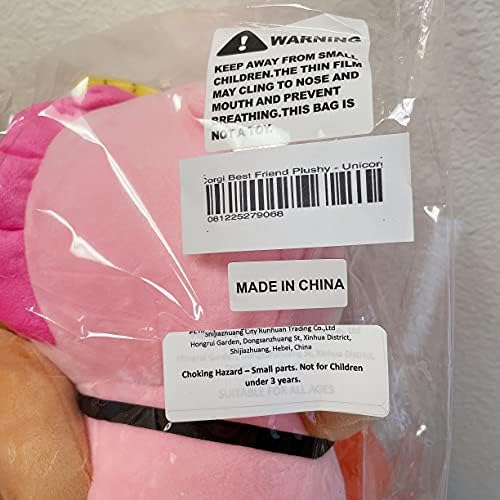 WARNING
KEEP AWAY FROM SMALL
CHILDREN.THE THIN FILM
MAY CLING TO NOSE AND
MOUTH AND PREVENT
BREATHING.THIS BAG IS
NOT A TOY.
Corgi Best Friend Plushy - Unicorn
081225279068
MADE IN CHINA
Shijiazhuang City Runhuan Trading Co.,Ltd
Hongrui Garden, Dongsanzhuang St, Xinhua District,
Shijiazhuang, Hebei, China
Choking Hazard – Small parts. Not for Children
under 3 years.
SUITABLE FOR ALL AGES